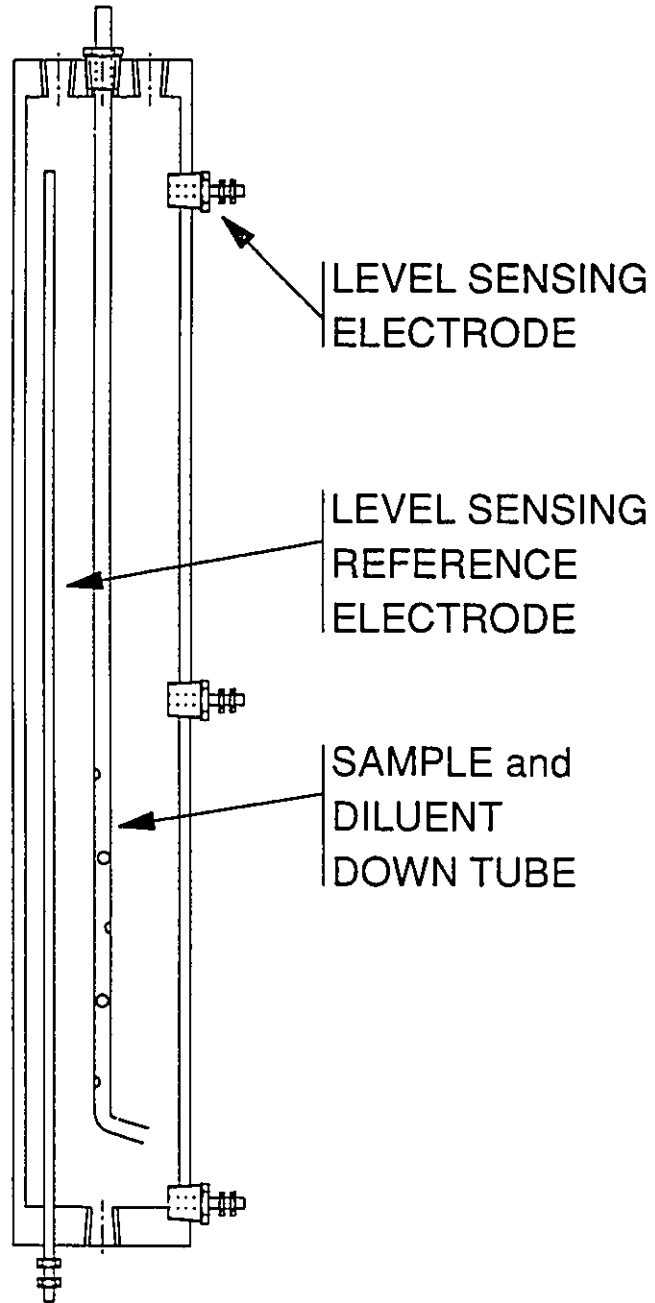 LEVEL SENSING
ELECTRODE
LEVEL SENSING
REFERENCE
ELECTRODE
SAMPLE and
DILUENT
DOWN TUBE